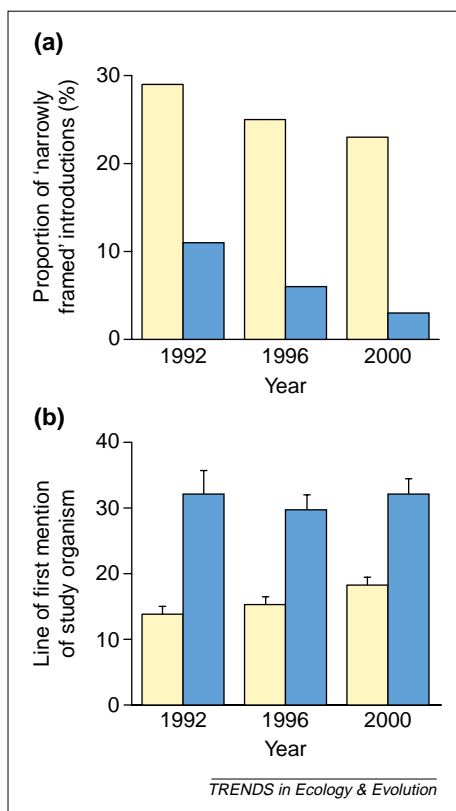 (a)
Proportion of 'narrowly
framed' introductions (%)
30
20
10
0
1992 1996 2000
Year
(b)
Line of first mention
of study organism
40
30
20
10
0
1992 1996 2000
Year
TRENDS in Ecology & Evolution